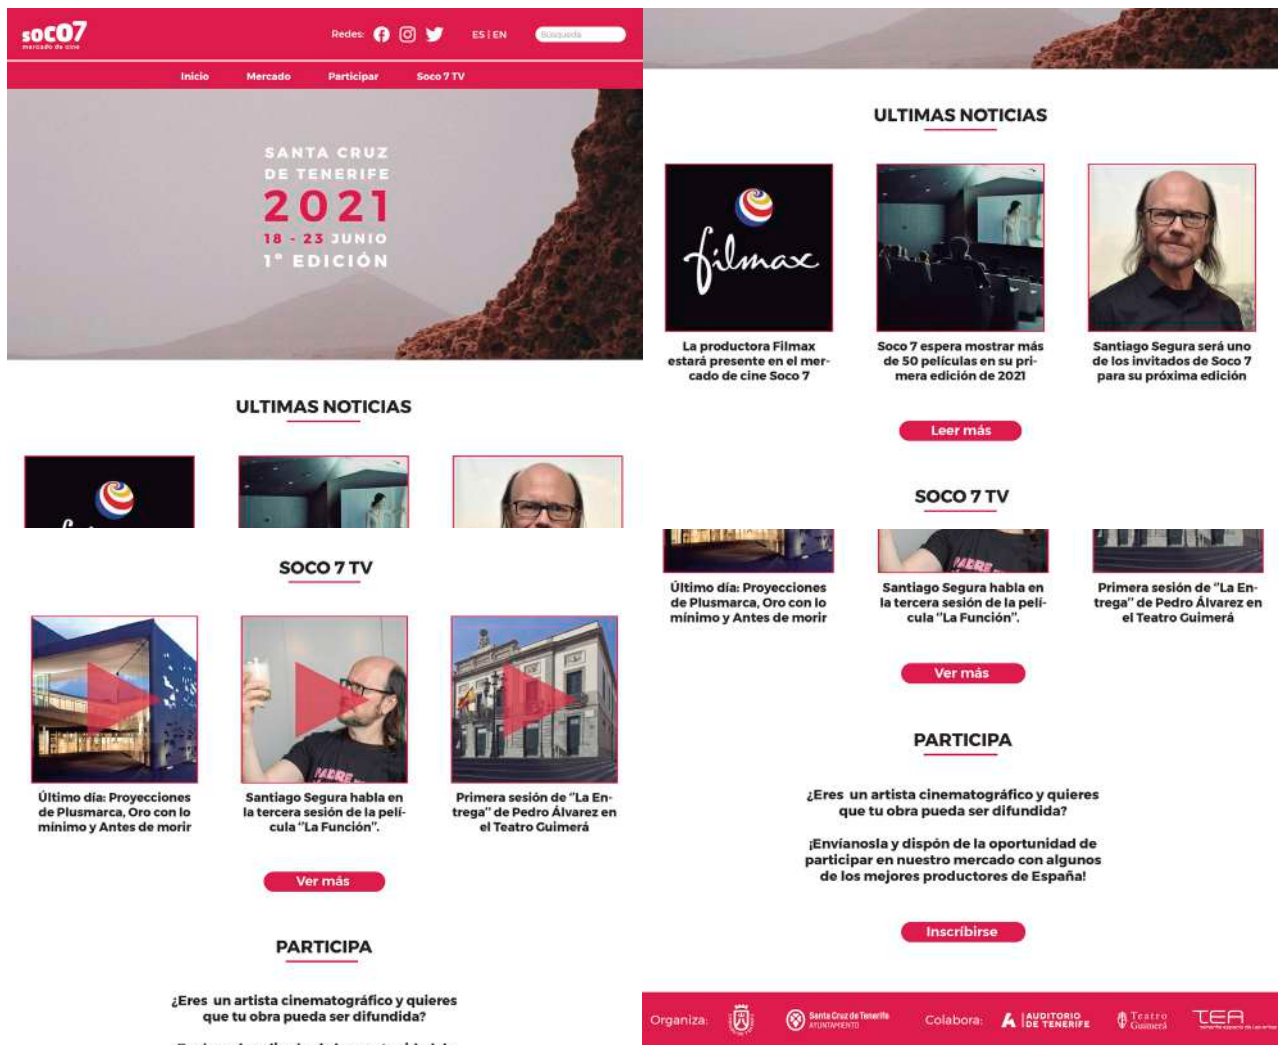 soco7
mercado de cine
Redes:
ES | EN
Búsqueda
Inicio
Mercado
Participar
Soco 7 TV
SANTA CRUZ
DE TENERIFE
2021
18 - 23 JUNIO
1º EDICIÓN
ULTIMAS NOTICIAS
SOCO 7 TV
Último día: Proyecciones
de Plusmarca, Oro con lo
mínimo y Antes de morir
PADRE
Santiago Segura habla en
la tercera sesión de la pelí-
cula "La Función".
Primera sesión de "La En-
trega" de Pedro Álvarez en
el Teatro Guimerá
Ver más
PARTICIPA
¿Eres un artista cinematográfico y quieres
que tu obra pueda ser difundida?
ULTIMAS NOTICIAS
filmax
La productora Filmax
estará presente en el mer-
cado de cine Soco 7
Soco 7 espera mostrar más
de 50 películas en su pri-
mera edición de 2021
Santiago Segura será uno
de los invitados de Soco 7
para su próxima edición
Leer más
SOCO 7 TV
Último día: Proyecciones
de Plusmarca, Oro con lo
mínimo y Antes de morir
PADRE
Santiago Segura habla en
la tercera sesión de la pelí-
cula "La Función".
Primera sesión de "La En-
trega" de Pedro Álvarez en
el Teatro Guimerá
Ver más
PARTICIPA
¿Eres un artista cinematográfico y quieres
que tu obra pueda ser difundida?
¡Envíanosla y dispón de la oportunidad de
participar en nuestro mercado con algunos
de los mejores productores de España!
Inscríbirse
Organiza:
Santa Cruz de Tenerife
AYUNTAMIENTO
Colabora:
AUDITORIO
DE TENERIFE
Teatro
Guimerá
TEA
tenerife espacio de las artes